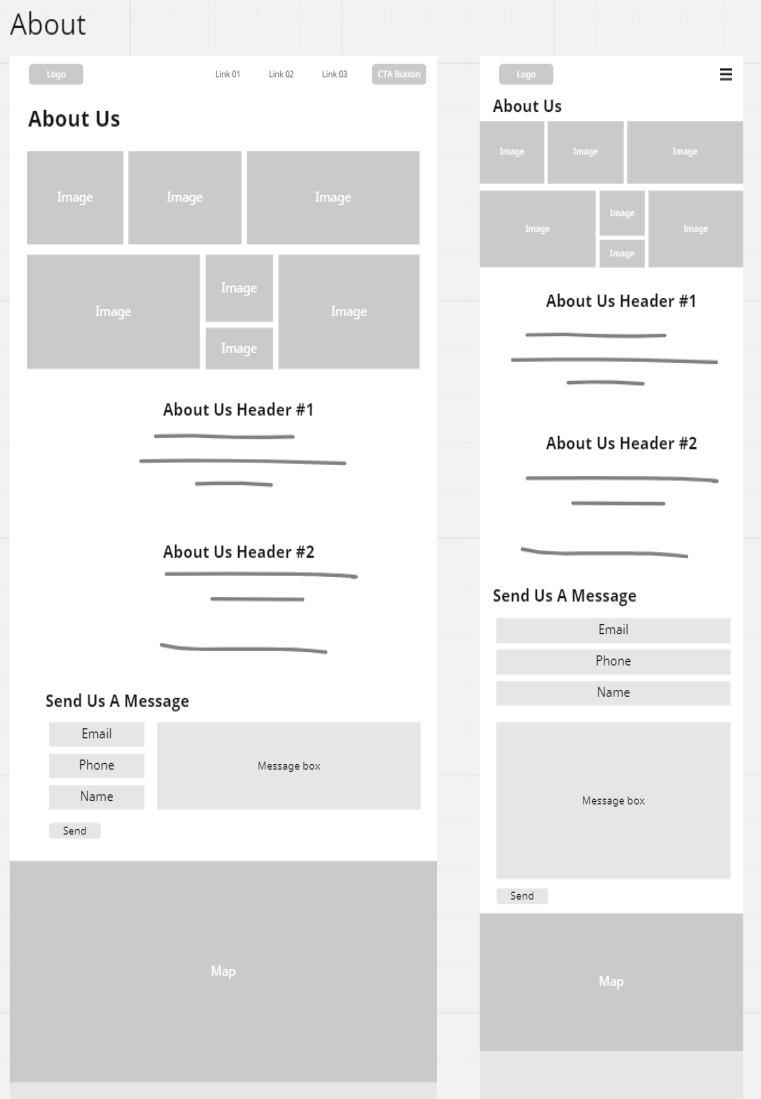 About
Logo
Link 01
Link 02
Link 03
CTA Button
About Us
Image
Image
Image
Image
Image
Image
Image
About Us Header #1
About Us Header #2
Send Us A Message
Email
Phone
Name
Message box
Send
Map
Logo
About Us
Image
Image
Image
Image
Image
Image
Image
About Us Header #1
About Us Header #2
Send Us A Message
Email
Phone
Name
Message box
Send
Map